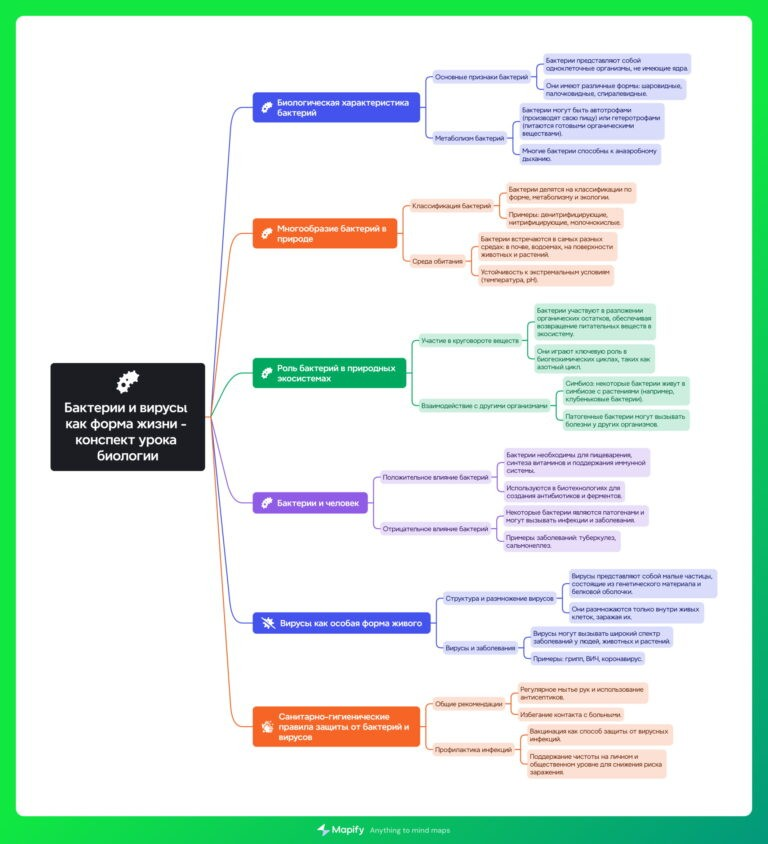 Бактерии и вирусы
как форма жизни -
конспект урока
биологии
Биологическая характеристика
бактерий
Основные признаки бактерий
Бактерии представляют собой
одноклеточные организмы, не имеющие ядра.
Они имеют различные формы: шаровидные,
палочковидные, спиралевидные.
Метаболизм бактерий
Бактерии могут быть автотрофами
(производят свою пищу) или гетеротрофами
(питаются готовыми органическими
веществами).
Многие бактерии способны к анаэробному
дыханию.
Многообразие бактерий в
природе
Классификация бактерий
Бактерии делятся на классификации по
форме, метаболизму и экологии.
Примеры: денитрифицирующие,
нитрифицирующие, молочнокислые.
Среда обитания
Бактерии встречаются в самых разных
средах: в почве, водоемах, на поверхности
животных и растений.
Устойчивость к экстремальным условиям
(температура, pH).
Роль бактерий в природных
экосистемах
Участие в круговороте веществ
Бактерии участвуют в разложении
органических остатков, обеспечивая
возвращение питательных веществ в
экосистему.
Они играют ключевую роль в
биогеохимических циклах, таких как
азотный цикл.
Взаимодействие с другими организмами
Симбиоз: некоторые бактерии живут в
симбиозе с растениями (например,
клубеньковые бактерии).
Патогенные бактерии могут вызывать
болезни у других организмов.
Бактерии и человек
Положительное влияние бактерий
Бактерии необходимы для пищеварения,
синтеза витаминов и поддержания иммунной
системы.
Используются в биотехнологиях для
создания антибиотиков и ферментов.
Отрицательное влияние бактерий
Некоторые бактерии являются патогенами и
могут вызывать инфекции и заболевания.
Примеры заболеваний: туберкулез,
сальмонеллез.
Вирусы как особая форма живого
Структура и размножение вирусов
Вирусы представляют собой малые частицы,
состоящие из генетического материала и
белковой оболочки.
Они размножаются только внутри живых
клеток, заражая их.
Вирусы и заболевания
Вирусы могут вызывать широкий спектр
заболеваний у людей, животных и растений.
Примеры: грипп, ВИЧ, коронавирус.
Санитарно-гигиенические
правила защиты от бактерий и
вирусов
Общие рекомендации
Регулярное мытье рук и использование
антисептиков.
Избегание контакта с больными.
Профилактика инфекций
Вакцинация как способ защиты от вирусных
инфекций.
Поддержание чистоты на личном и
общественном уровне для снижения риска
заражения.
Mapify Anything to mind maps